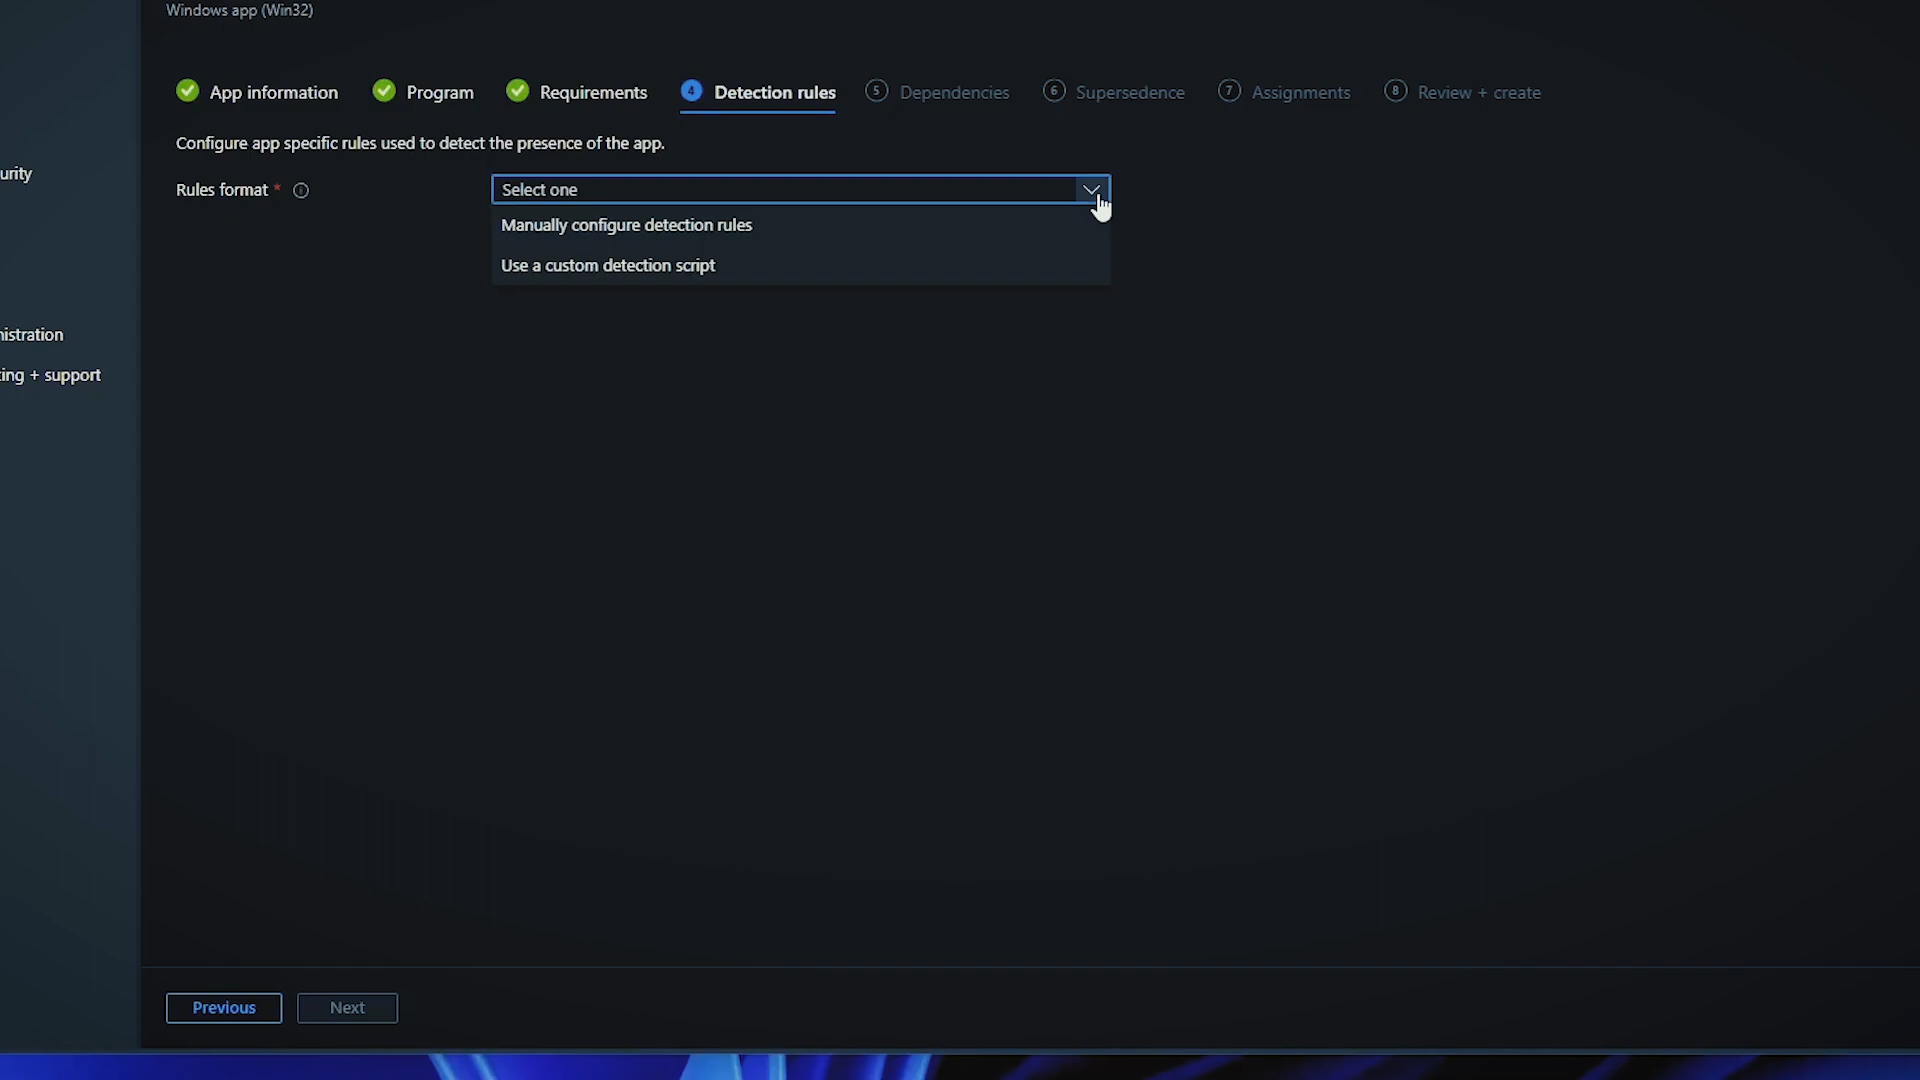 Windows app (Win32)
App information
Program
Requirements
4 Detection rules
5 Dependencies
6 Supersedence
7 Assignments
8 Review + create
Configure app specific rules used to detect the presence of the app.
urity
Rules format *
Select one
Manually configure detection rules
Use a custom detection script
nistration
ing + support
Previous
Next